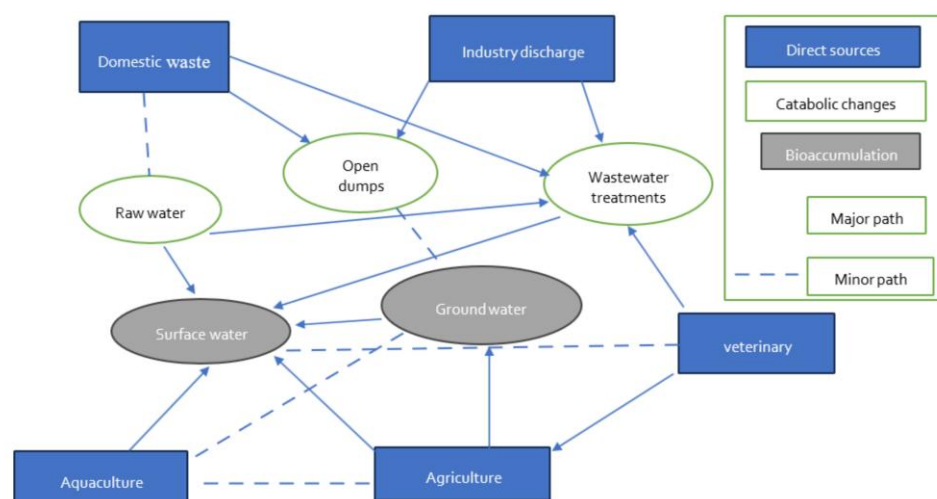 Domestic waste
Industry discharge
Direct sources
Catabolic changes
Bioaccumulation
Open
dumps
Wastewater
treatments
Raw water
Major path
Minor path
Ground water
Surface water
veterinary
Aquaculture
Agriculture